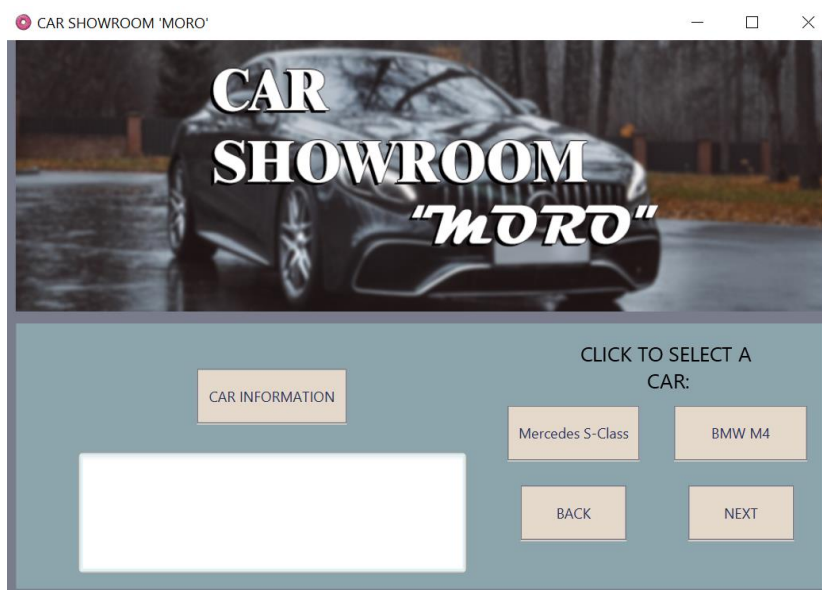 CAR SHOWROOM 'MORO'
CAR
SHOWROOM
"MORO"
CLICK TO SELECT A
CAR:
CAR INFORMATION
Mercedes S-Class
BMW M4
BACK
NEXT